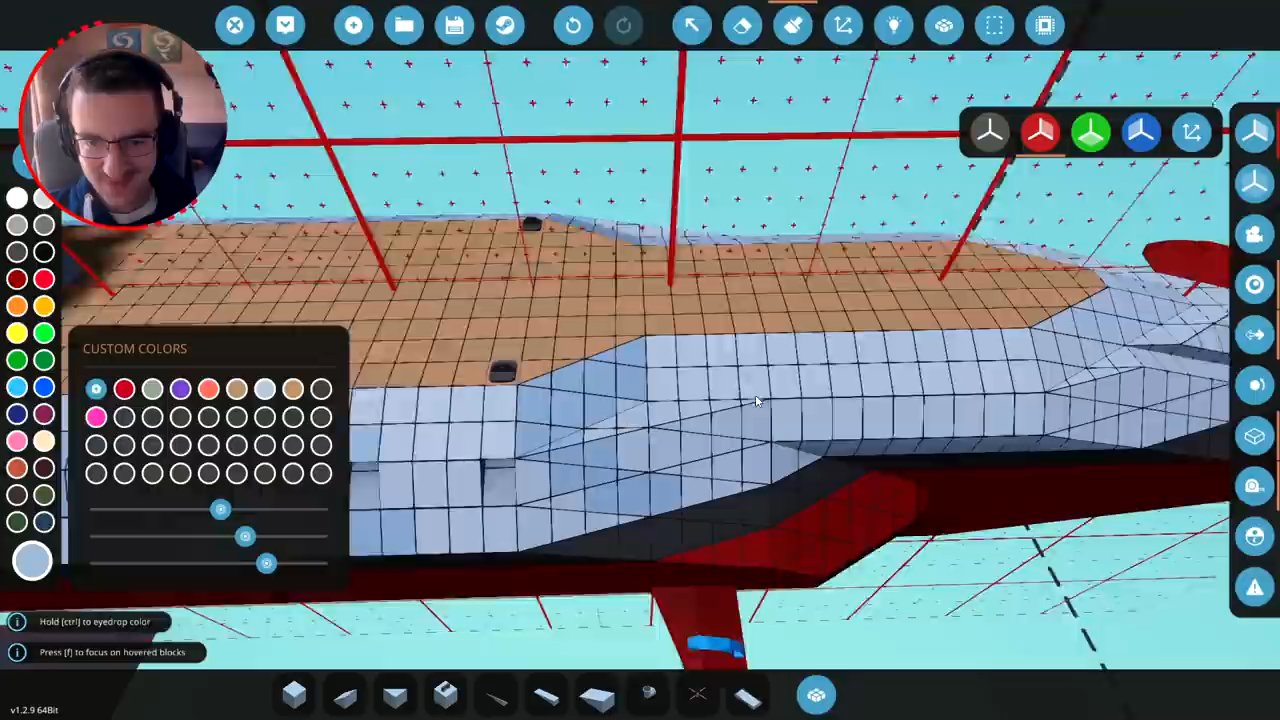 CUSTOM COLORS
Hold [ctrl] to eyedrop color
Press [f] to focus on hovered blocks
v1.2.9 64Bit